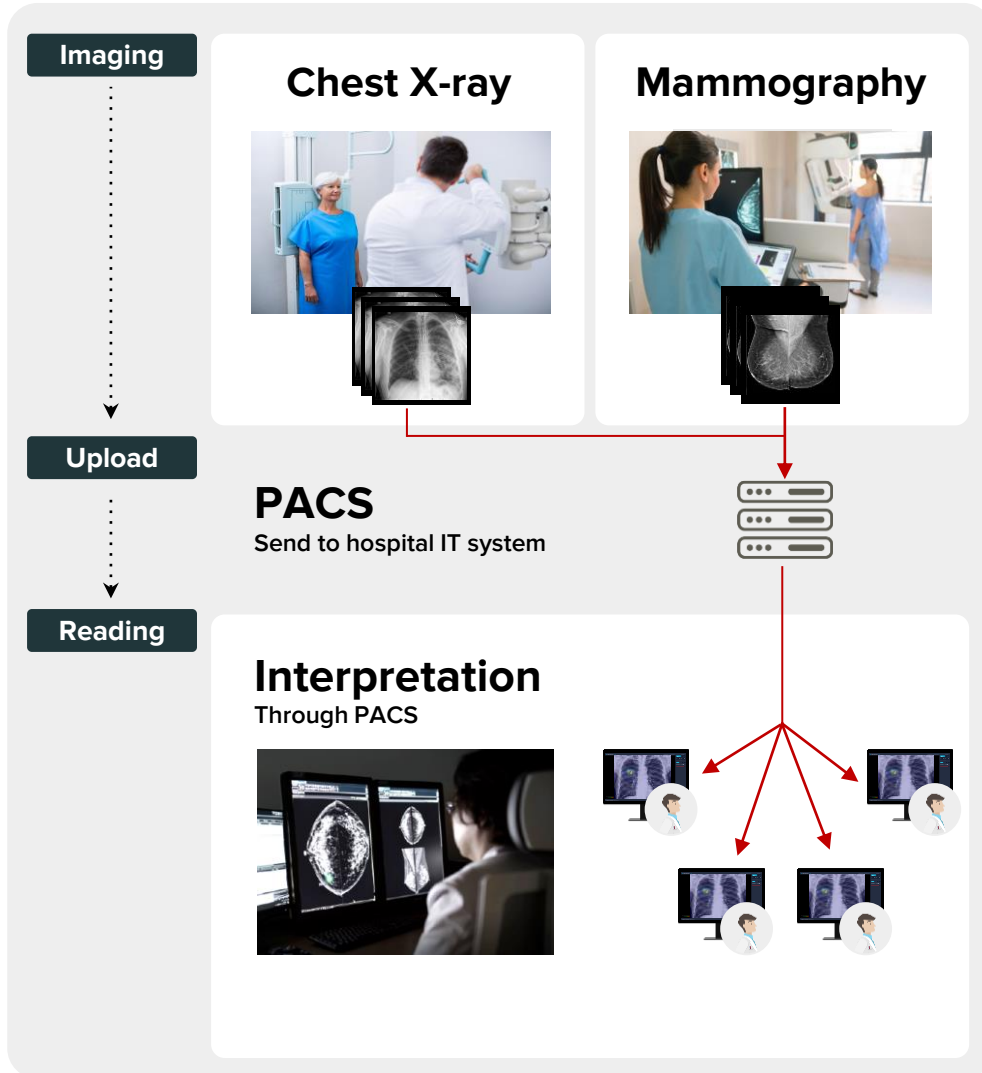 Imaging
Chest X-ray
Mammography
Upload
PACS
Send to hospital IT system
Reading
Interpretation
Through PACS